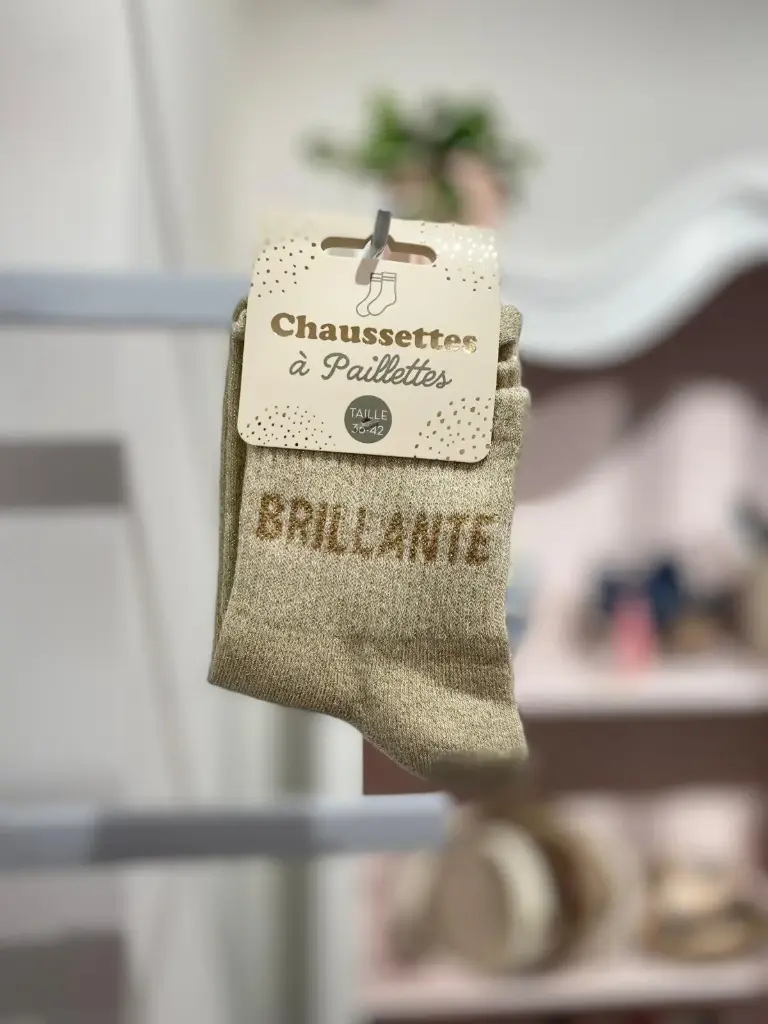 Chaussettes
à Paillettes
TAILLE
36-42
BRILLANTE